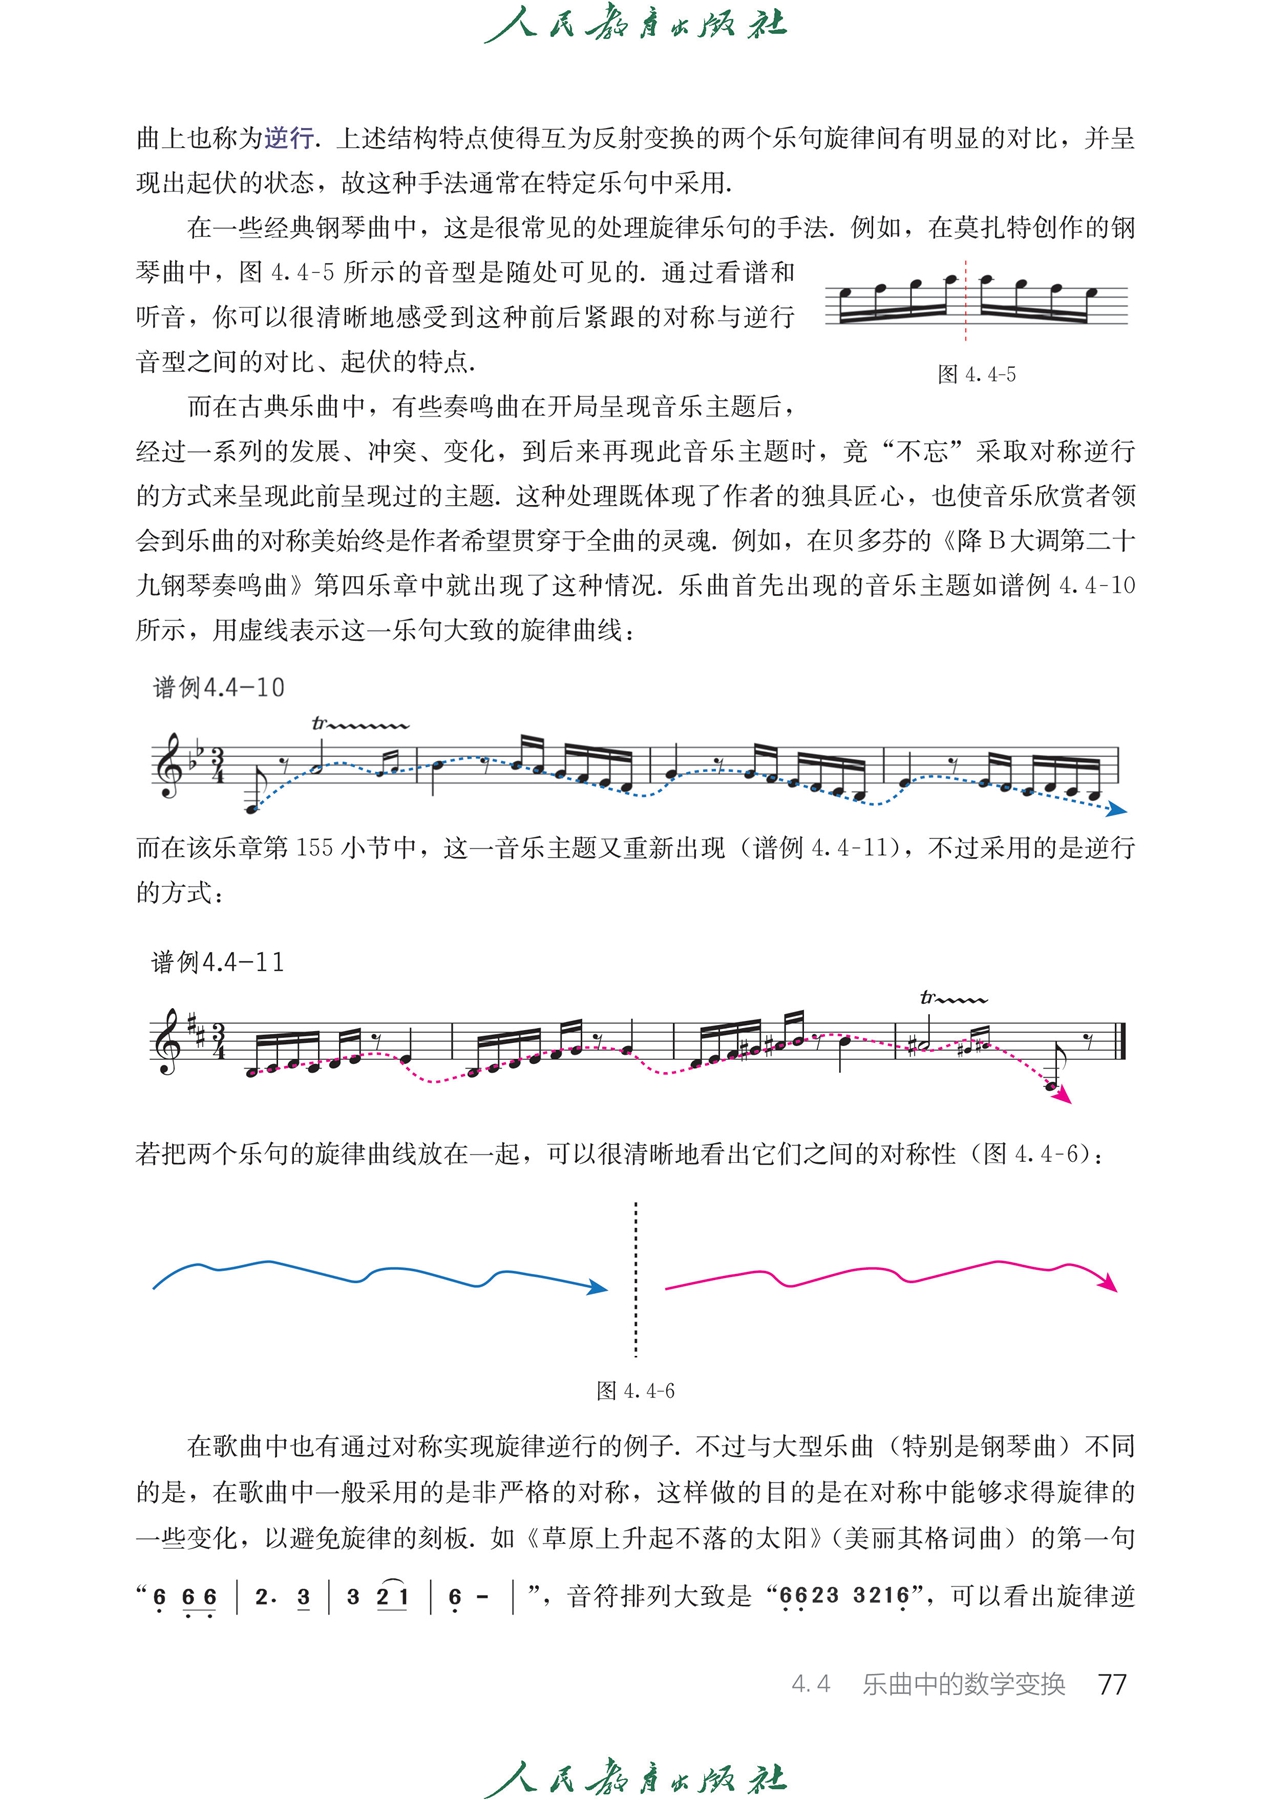 人民教育出版社
曲上也称为逆行. 上述结构特点使得互为反射变换的两个乐句旋律间有明显的对比，并呈
现出起伏的状态，故这种手法通常在特定乐句中采用.
在一些经典钢琴曲中，这是很常见的处理旋律乐句的手法. 例如，在莫扎特创作的钢
琴曲中，图 4.4-5 所示的音型是随处可见的. 通过看谱和
听音，你可以很清晰地感受到这种前后紧跟的对称与逆行
音型之间的对比、起伏的特点.
图 4.4-5
而在古典乐曲中，有些奏鸣曲在开局呈现音乐主题后，
经过一系列的发展、冲突、变化，到后来再现此音乐主题时，竟“不忘”采取对称逆行
的方式来呈现此前呈现过的主题. 这种处理既体现了作者的独具匠心，也使音乐欣赏者领
会到乐曲的对称美始终是作者希望贯穿于全曲的灵魂. 例如，在贝多芬的《降 B 大调第二十
九钢琴奏鸣曲》第四乐章中就出现了这种情况. 乐曲首先出现的音乐主题如谱例 4.4-10
所示，用虚线表示这一乐句大致的旋律曲线：
谱例4.4-10
tr
3
4
而在该乐章第 155 小节中，这一音乐主题又重新出现（谱例 4.4-11），不过采用的是逆行
的方式：
谱例4.4-11
tr
3
4
若把两个乐句的旋律曲线放在一起，可以很清晰地看出它们之间的对称性（图 4.4-6）：
图 4.4-6
在歌曲中也有通过对称实现旋律逆行的例子. 不过与大型乐曲（特别是钢琴曲）不同
的是，在歌曲中一般采用的是非严格的对称，这样做的目的是在对称中能够求得旋律的
一些变化，以避免旋律的刻板. 如《草原上升起不落的太阳》（美丽其格词曲）的第一句
“6̣ 6̣ 6̣ | 2· 3 | 3 2 1 | 6̣ - |”，音符排列大致是“6̣6̣23 3216̣”，可以看出旋律逆
4.4 乐曲中的数学变换 77
人民教育出版社